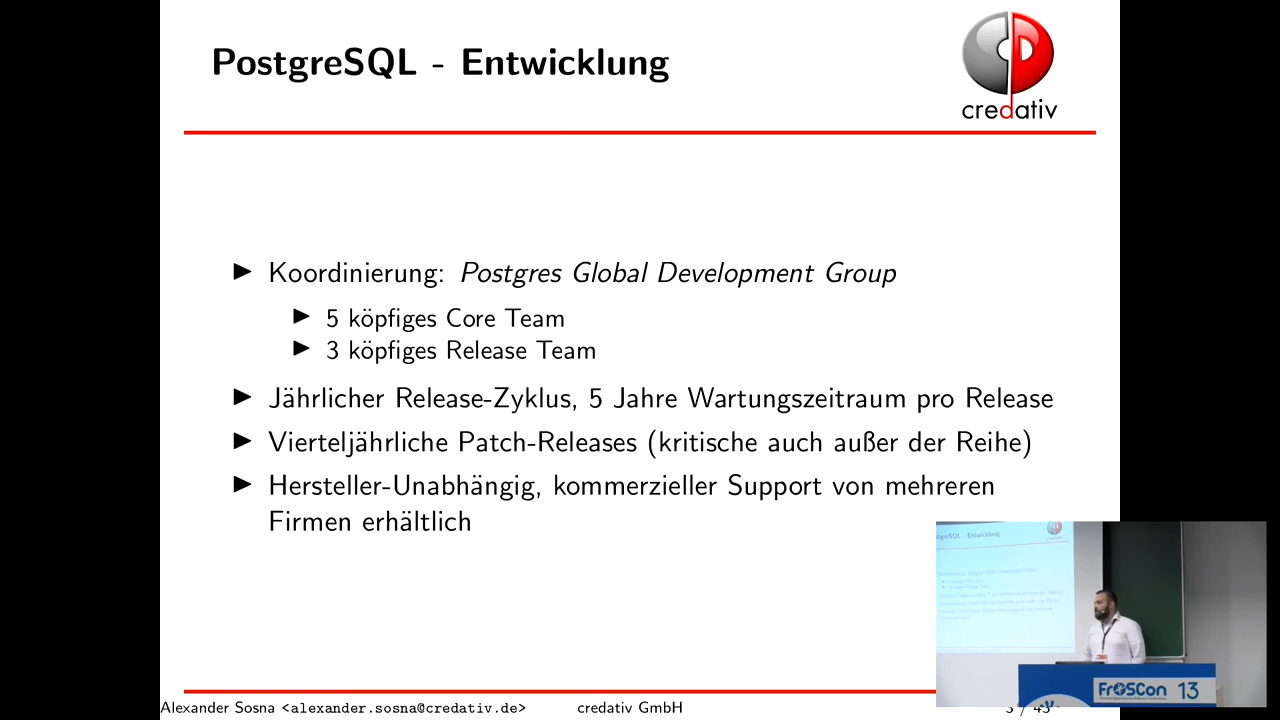 PostgreSQL - Entwicklung
credativ
▶ Koordinierung: Postgres Global Development Group
▶ 5 köpfiges Core Team
▶ 3 köpfiges Release Team
▶ Jährlicher Release-Zyklus, 5 Jahre Wartungszeitraum pro Release
▶ Vierteljährliche Patch-Releases (kritische auch außer der Reihe)
▶ Hersteller-Unabhängig, kommerzieller Support von mehreren
Firmen erhältlich
Alexander Sosna <alexander.sosna@credativ.de> credativ GmbH
tgreSQL - Entwicklung
FrOSCon 13